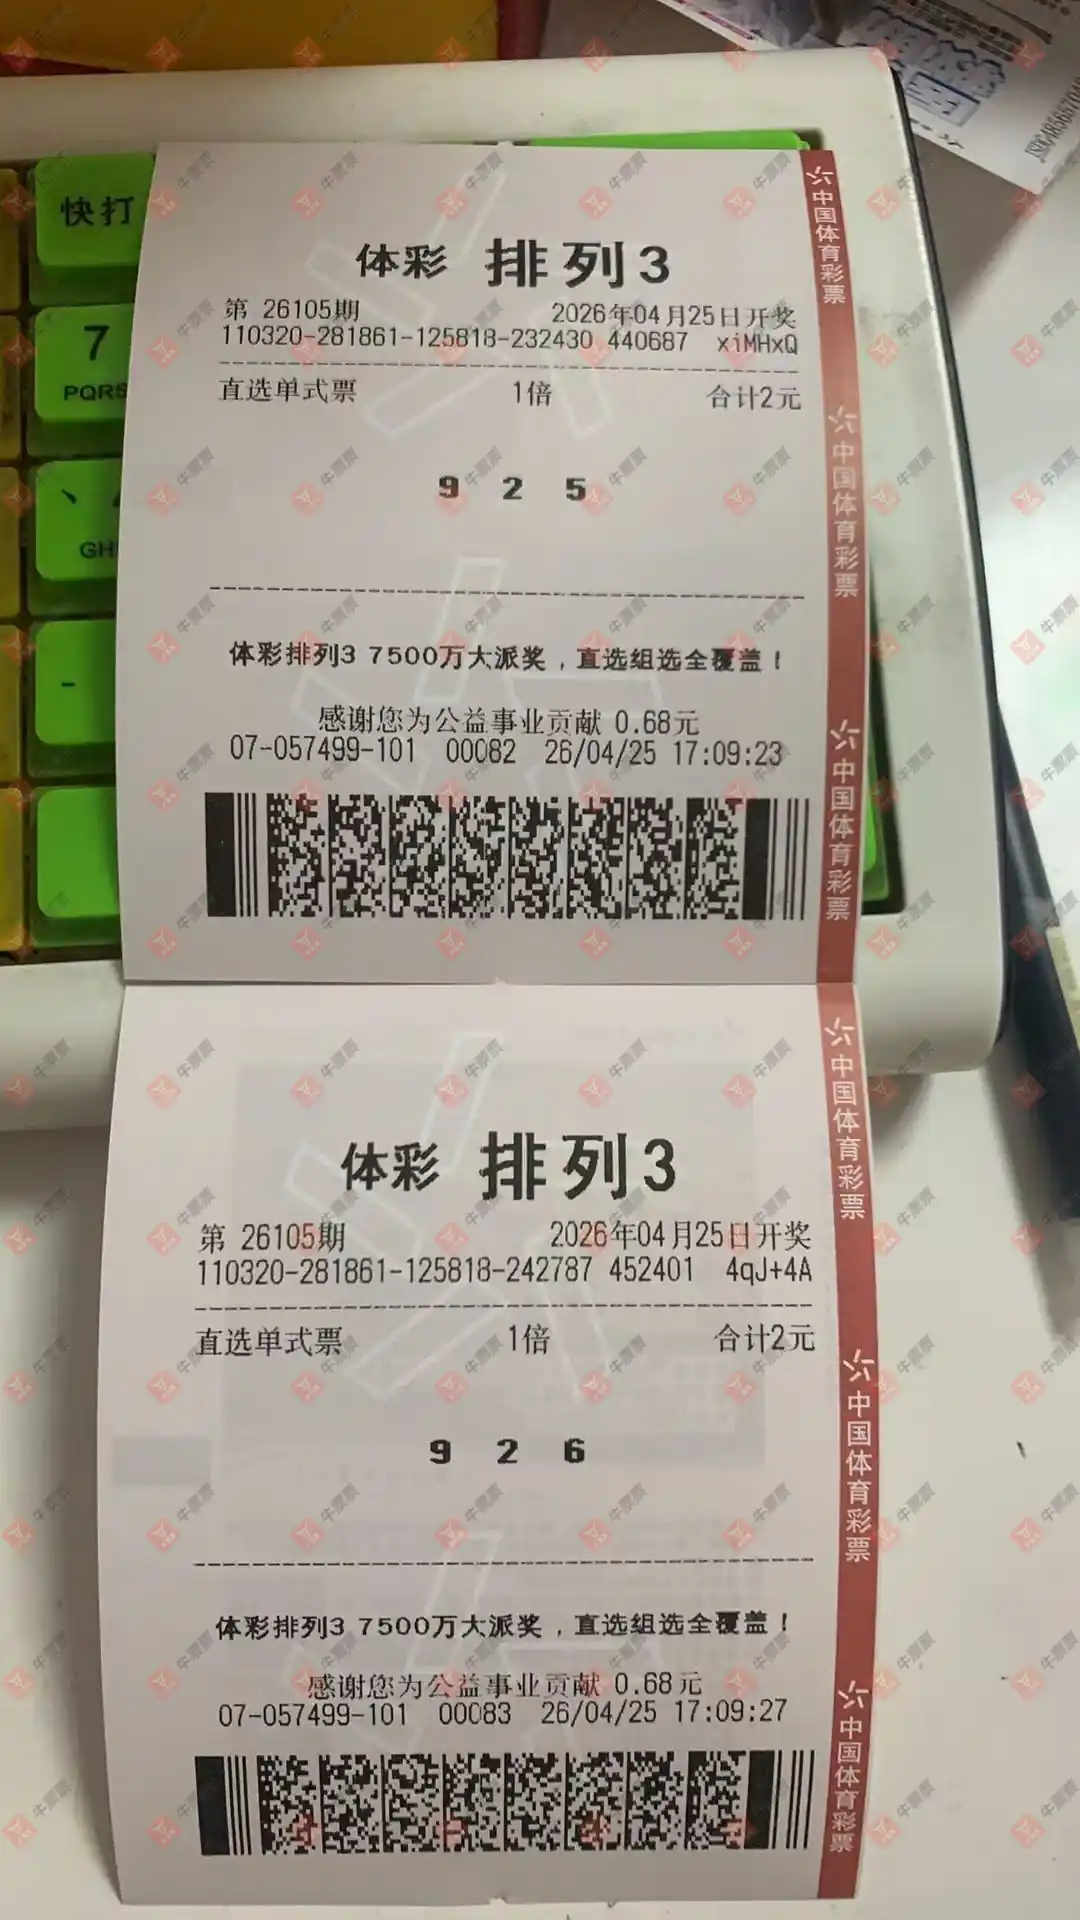 快打
7
PQRS
GH
-
体彩 排列3
第 26105期 2026年04月25日开奖
110320-281861-125818-232430 440687 xiMHxQ
直选单式票 1倍 合计2元
9 2 5
体彩排列3 7500万大派奖，直选组选全覆盖！
感谢您为公益事业贡献 0.68元
07-057499-101 00082 26/04/25 17:09:23
中国体育彩票
中国体育彩票
中国体育彩票
体彩 排列3
第 26105期 2026年04月25日开奖
110320-281861-125818-242787 452401 4qJ+4A
直选单式票 1倍 合计2元
9 2 6
体彩排列3 7500万大派奖，直选组选全覆盖！
感谢您为公益事业贡献 0.68元
07-057499-101 00083 26/04/25 17:09:27
中国体育彩票
中国体育彩票
中国体育彩票
牛票票